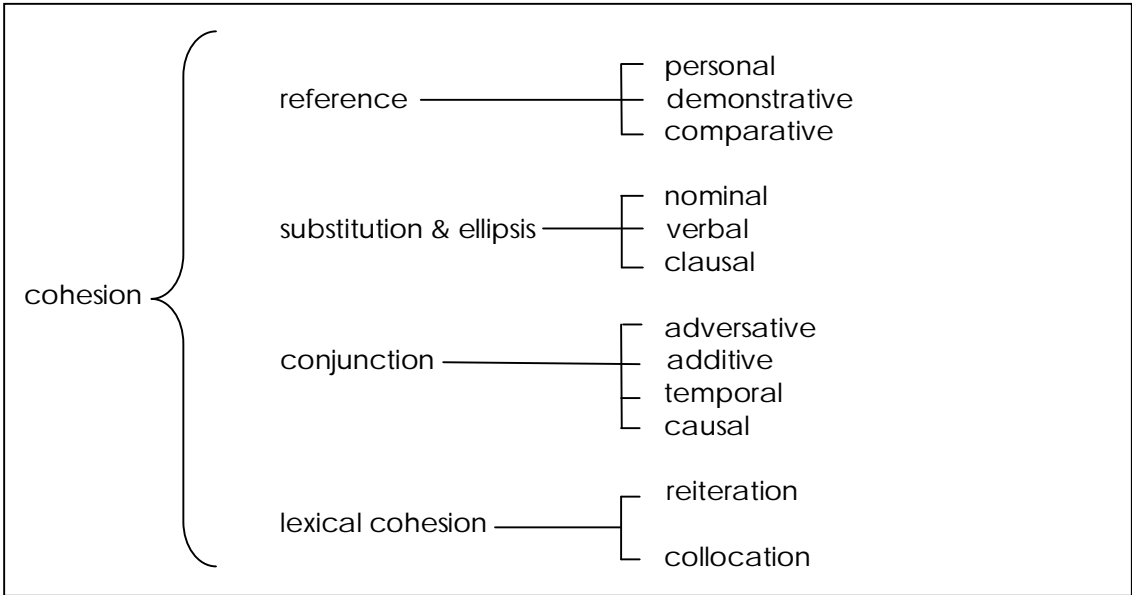 personal
reference
demonstrative
comparative
nominal
substitution & ellipsis
verbal
clausal
cohesion
adversative
conjunction
additive
temporal
causal
reiteration
lexical cohesion
collocation